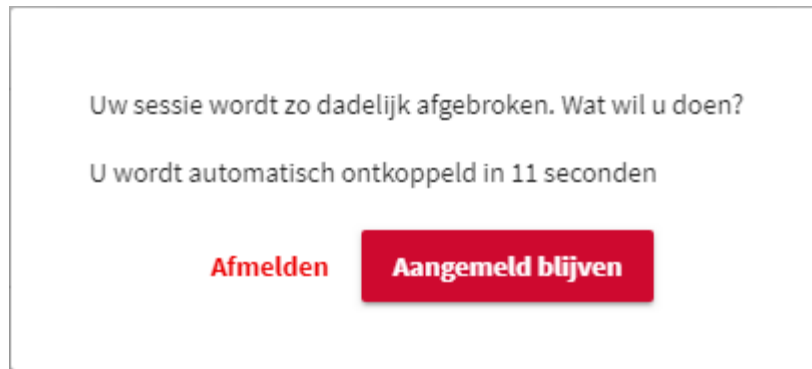 Uw sessie wordt zo dadelijk afgebroken. Wat wil u doen?
U wordt automatisch ontkoppeld in 11 seconden
Afmelden Aangemeld blijven